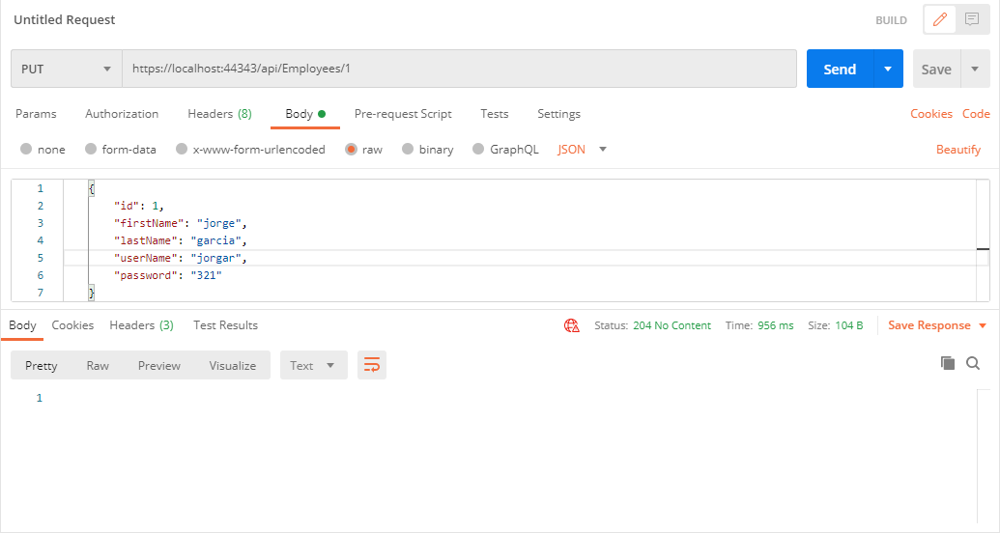 Untitled Request BUILD
PUT https://localhost:44343/api/Employees/1 Send Save
Params Authorization Headers (8) Body Pre-request Script Tests Settings Cookies Code
none form-data x-www-form-urlencoded raw binary GraphQL JSON Beautify
1 {
2 "id": 1,
3 "firstName": "jorge",
4 "lastName": "garcia",
5 "userName": "jorgar",
6 "password": "321"
7 }
Body Cookies Headers (3) Test Results Status: 204 No Content Time: 956 ms Size: 104 B Save Response
Pretty Raw Preview Visualize Text
1